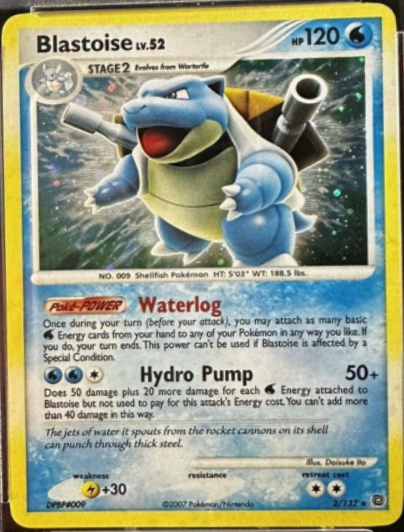 Blastoise LV.52 HP 120
STAGE 2 Evolves from Wartortle
NO. 009 Shellfish Pokémon HT: 5'03" WT: 188.5 lbs.
Poké-POWER Waterlog
Once during your turn (before your attack), you may attach as many basic
Energy cards from your hand to any of your Pokémon in any way you like. If
you do, your turn ends. This power can't be used if Blastoise is affected by a
Special Condition.
Hydro Pump 50+
Does 50 damage plus 20 more damage for each Energy attached to
Blastoise but not used to pay for this attack's Energy cost. You can't add more
than 40 damage in this way.
The jets of water it spouts from the rocket cannons on its shell
can punch through thick steel.
Illus. Daisuke Ito
weakness resistance retreat cost
+30
DPBP#009 ©2007 Pokémon/Nintendo 2/132